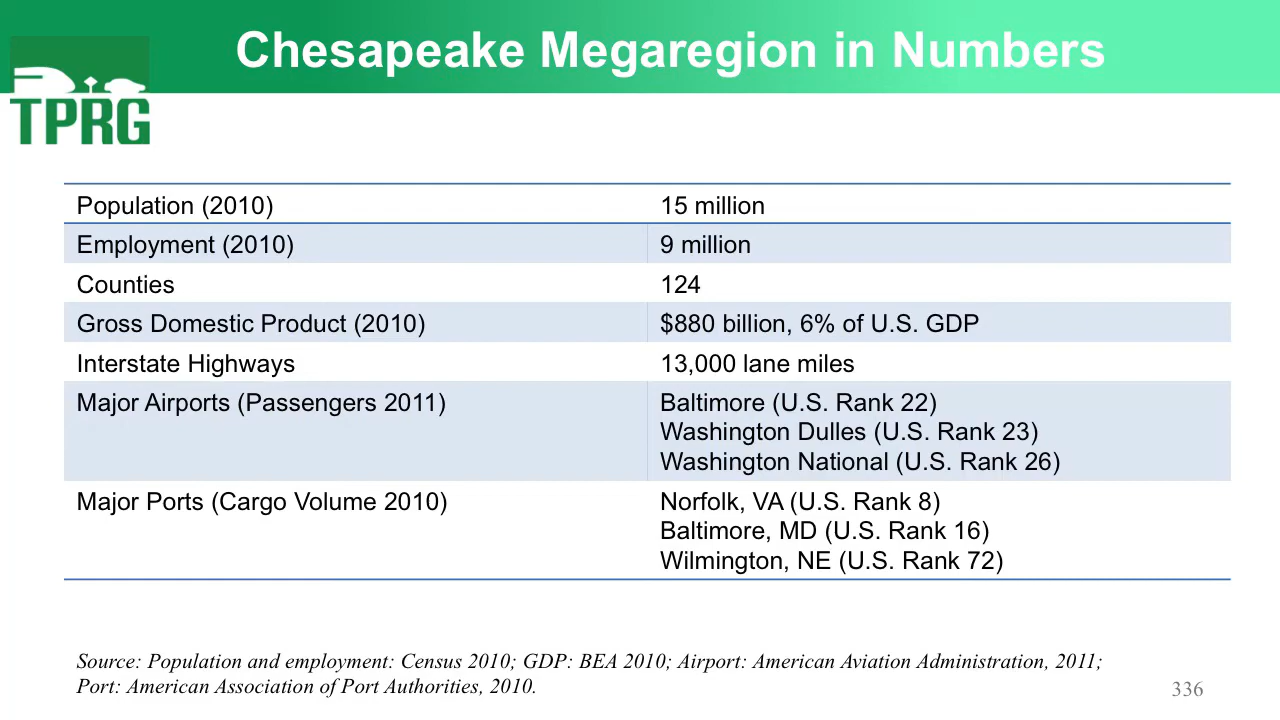 Chesapeake Megaregion in Numbers
TPRG
Population (2010) 15 million
Employment (2010) 9 million
Counties 124
Gross Domestic Product (2010) $880 billion, 6% of U.S. GDP
Interstate Highways 13,000 lane miles
Major Airports (Passengers 2011) Baltimore (U.S. Rank 22)
Washington Dulles (U.S. Rank 23)
Washington National (U.S. Rank 26)
Major Ports (Cargo Volume 2010) Norfolk, VA (U.S. Rank 8)
Baltimore, MD (U.S. Rank 16)
Wilmington, NE (U.S. Rank 72)
Source: Population and employment: Census 2010; GDP: BEA 2010; Airport: American Aviation Administration, 2011;
Port: American Association of Port Authorities, 2010.
336